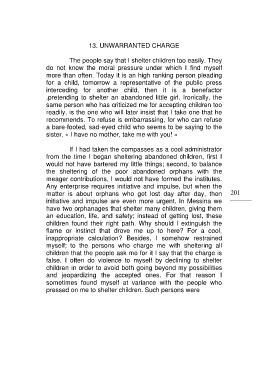 13. UNWARRANTED CHARGE
The people say that I shelter children too easily. They
do not know the moral pressure under which I find myself
more than often. Today it is an high ranking person pleading
for a child, tomorrow a representative of the public press
interceding for another child, then it is a benefactor
.pretending to shelter an abandoned little girl. Ironically, the
same person who has criticized me for accepting children too
readily, is the one who will later insist that I take one that he
recommends. To refuse is embarrassing, for who can refuse
a bare-footed, sad-eyed child who seems to be saying to the
sister, « I have no mother, take me with you! »
If I had taken the compasses as a cool administrator
from the time I began sheltering abandoned children, first I
would not have bartered my little things; second, to balance
the sheltering of the poor abandoned orphans with the
meager contributions, I would not have formed the institutes.
Any enterprise requires initiative and impulse, but when the
matter is about orphans who got lost day after day, then
initiative and impulse are even more urgent. In Messina we
have two orphanages that shelter many children, giving them
an education, life, and safety; instead of getting lost, these
children found their right path. Why should I extinguish the
flame or instinct that drove me up to here? For a cool,
inappropriate calculation? Besides, I somehow restrained
myself; to the persons who charge me with sheltering all
children that the people ask me for it I say that the charge is
false. I often do violence to myself by declining to shelter
children in order to avoid both going beyond my possibilities
and jeopardizing the accepted ones. For that reason I
sometimes found myself at variance with the people who
pressed on me to shelter children. Such persons were
201